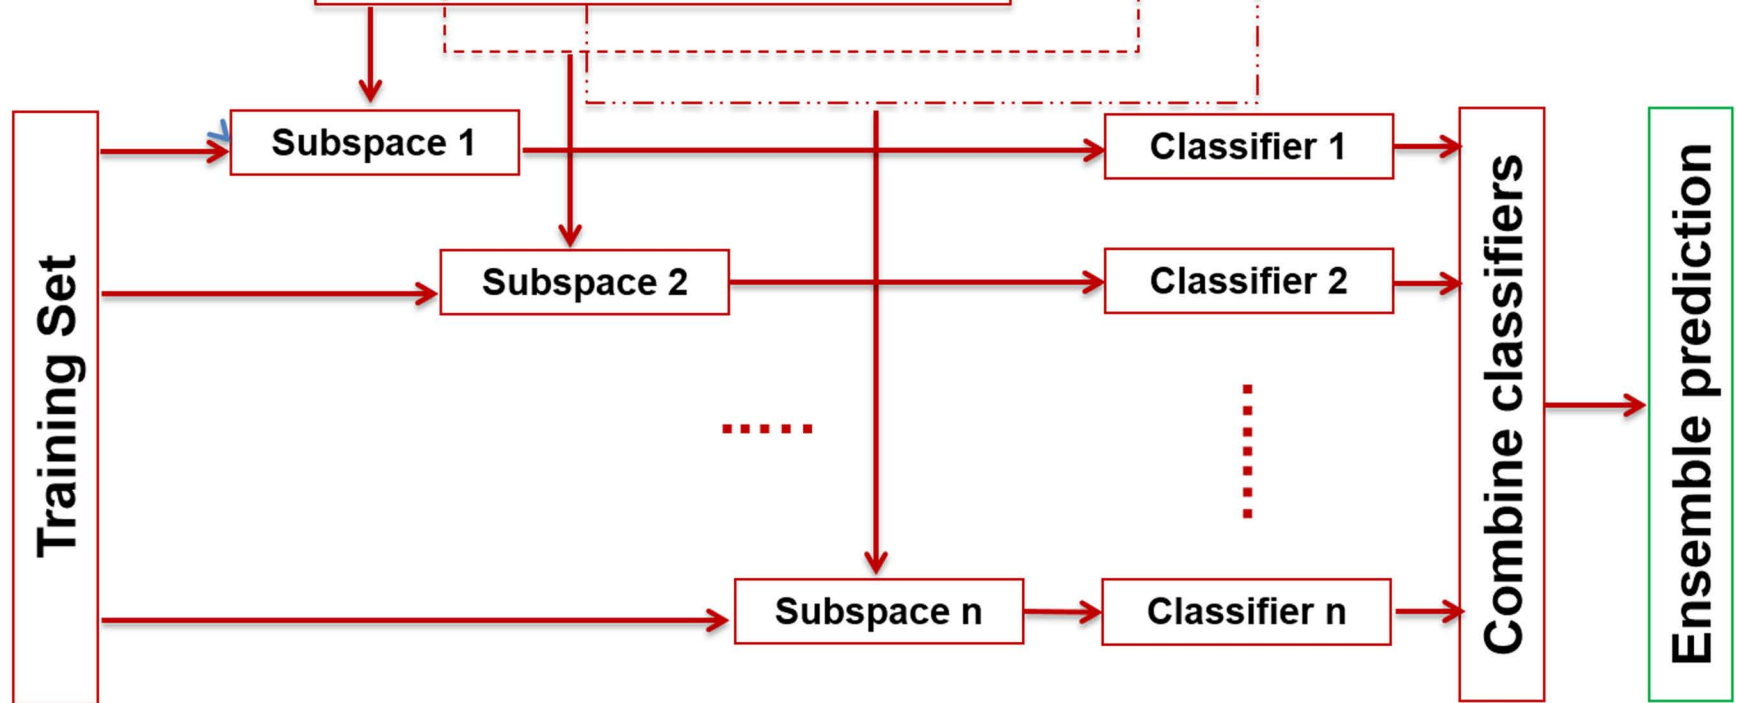 Training Set
Subspace 1
Classifier 1
Subspace 2
Classifier 2
Subspace n
Classifier n
Combine classifiers
Ensemble prediction